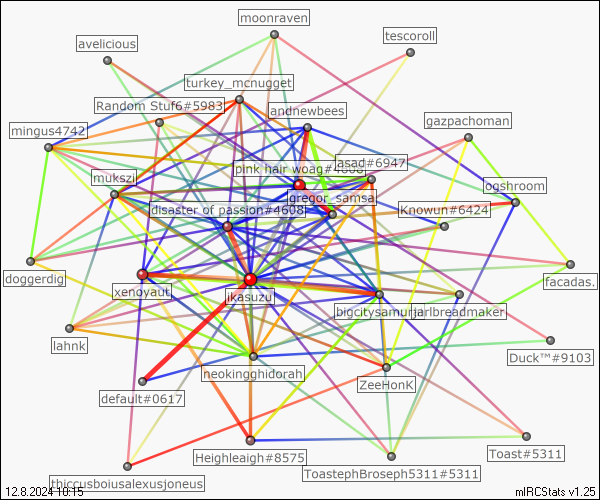 moonraven
tescoroll
avelicious
turkey_mcnugget
Random Stuf6#5983
andnewbees
gazpachoman
mingus4742
pink hair woag#4608
asad#6947
mukszi
ogshroom
gregor_samsa.
disaster of passion#4608
Knowun#6424
doggerdig
xenoyaut
ikasuzu
facadas.
bigcitysamurai
jarlbreadmaker
lahnk
Duck™#9103
neokingghidorah
ZeeHonk
default#0617
Heighleaigh#8575
Toast#5311
ToastephBroseph5311#5311
thiccusboiusalexusjoneus
12.8.2024 10:15
mIRCStats v1.25